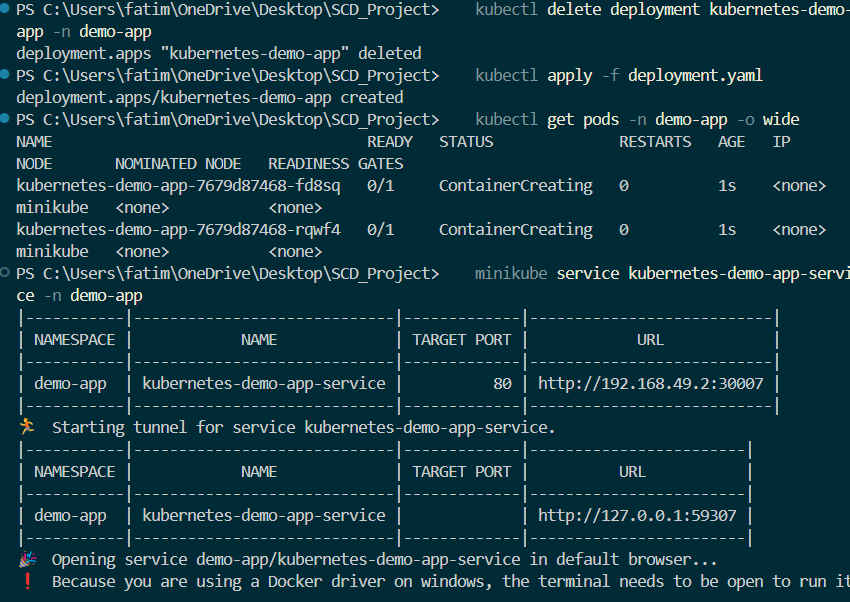 PS C:\Users\fatim\OneDrive\Desktop\SCD_Project> kubectl delete deployment kubernetes-demo-
app -n demo-app
deployment.apps "kubernetes-demo-app" deleted
PS C:\Users\fatim\OneDrive\Desktop\SCD_Project> kubectl apply -f deployment.yaml
deployment.apps/kubernetes-demo-app created
PS C:\Users\fatim\OneDrive\Desktop\SCD_Project> kubectl get pods -n demo-app -o wide
NAME READY STATUS RESTARTS AGE IP
NODE NOMINATED NODE READINESS GATES
kubernetes-demo-app-7679d87468-fd8sq 0/1 ContainerCreating 0 1s <none>
minikube <none> <none>
kubernetes-demo-app-7679d87468-rqwf4 0/1 ContainerCreating 0 1s <none>
minikube <none> <none>
PS C:\Users\fatim\OneDrive\Desktop\SCD_Project> minikube service kubernetes-demo-app-servi
ce -n demo-app
|-----------|----------------------------|-------------|---------------------------|
| NAMESPACE | NAME | TARGET PORT | URL |
|-----------|----------------------------|-------------|---------------------------|
| demo-app | kubernetes-demo-app-service | 80 | http://192.168.49.2:30007 |
|-----------|----------------------------|-------------|---------------------------|
🏃 Starting tunnel for service kubernetes-demo-app-service.
|-----------|----------------------------|-------------|------------------------|
| NAMESPACE | NAME | TARGET PORT | URL |
|-----------|----------------------------|-------------|------------------------|
| demo-app | kubernetes-demo-app-service | | http://127.0.0.1:59307 |
|-----------|----------------------------|-------------|------------------------|
🎉 Opening service demo-app/kubernetes-demo-app-service in default browser...
❗ Because you are using a Docker driver on windows, the terminal needs to be open to run it